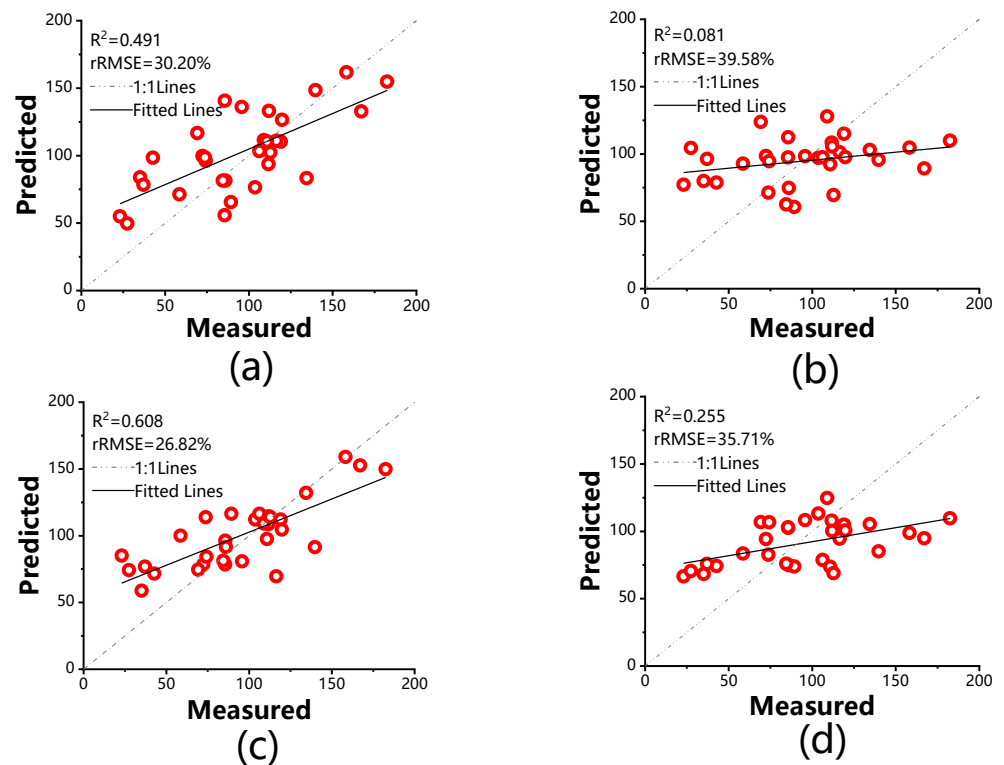 200
150
100
50
0
R²=0.491
rRMSE=30.20%
1:1Lines
Fitted Lines
Predicted
0 50 100 150 200
Measured
(a)
200
150
100
50
0
R²=0.081
rRMSE=39.58%
1:1Lines
Fitted Lines
Predicted
0 50 100 150 200
Measured
(b)
200
150
100
50
0
R²=0.608
rRMSE=26.82%
1:1Lines
Fitted Lines
Predicted
0 50 100 150 200
Measured
(c)
200
150
100
50
0
R²=0.255
rRMSE=35.71%
1:1Lines
Fitted Lines
Predicted
0 50 100 150 200
Measured
(d)